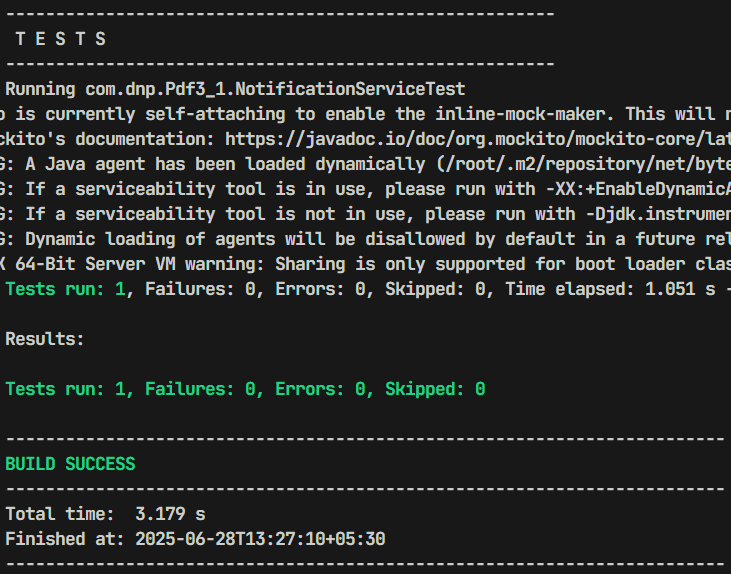 -------------------------------------------------------
T E S T S
-------------------------------------------------------
Running com.dnp.Pdf3_1.NotificationServiceTest
is currently self-attaching to enable the inline-mock-maker. This will
ckito's documentation: https://javadoc.io/doc/org.mockito/mockito-core/lat
G: A Java agent has been loaded dynamically (/root/.m2/repository/net/byte
G: If a serviceability tool is in use, please run with -XX:+EnableDynamicA
G: If a serviceability tool is not in use, please run with -Djdk.instrumen
G: Dynamic loading of agents will be disallowed by default in a future rel
K 64-Bit Server VM warning: Sharing is only supported for boot loader clas
Tests run: 1, Failures: 0, Errors: 0, Skipped: 0, Time elapsed: 1.051 s -
Results:
Tests run: 1, Failures: 0, Errors: 0, Skipped: 0
------------------------------------------------------------------------
BUILD SUCCESS
------------------------------------------------------------------------
Total time:  3.179 s
Finished at: 2025-06-28T13:27:10+05:30
------------------------------------------------------------------------